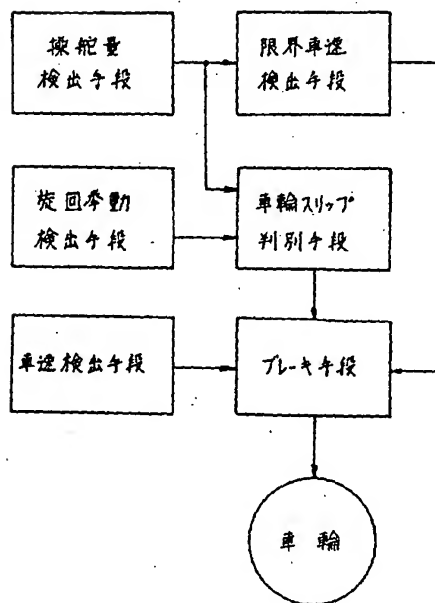 操舵量
検出手段
限界車速
検出手段
旋回挙動
検出手段
車輪スリップ
判別手段
車速検出手段
ブレーキ手段
車輪